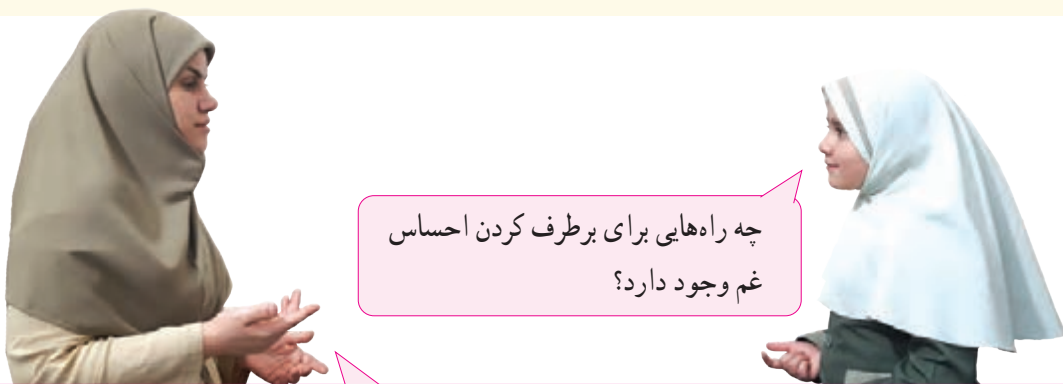 چه راه‌هایی برای برطرف کردن احساس
غم وجود دارد؟